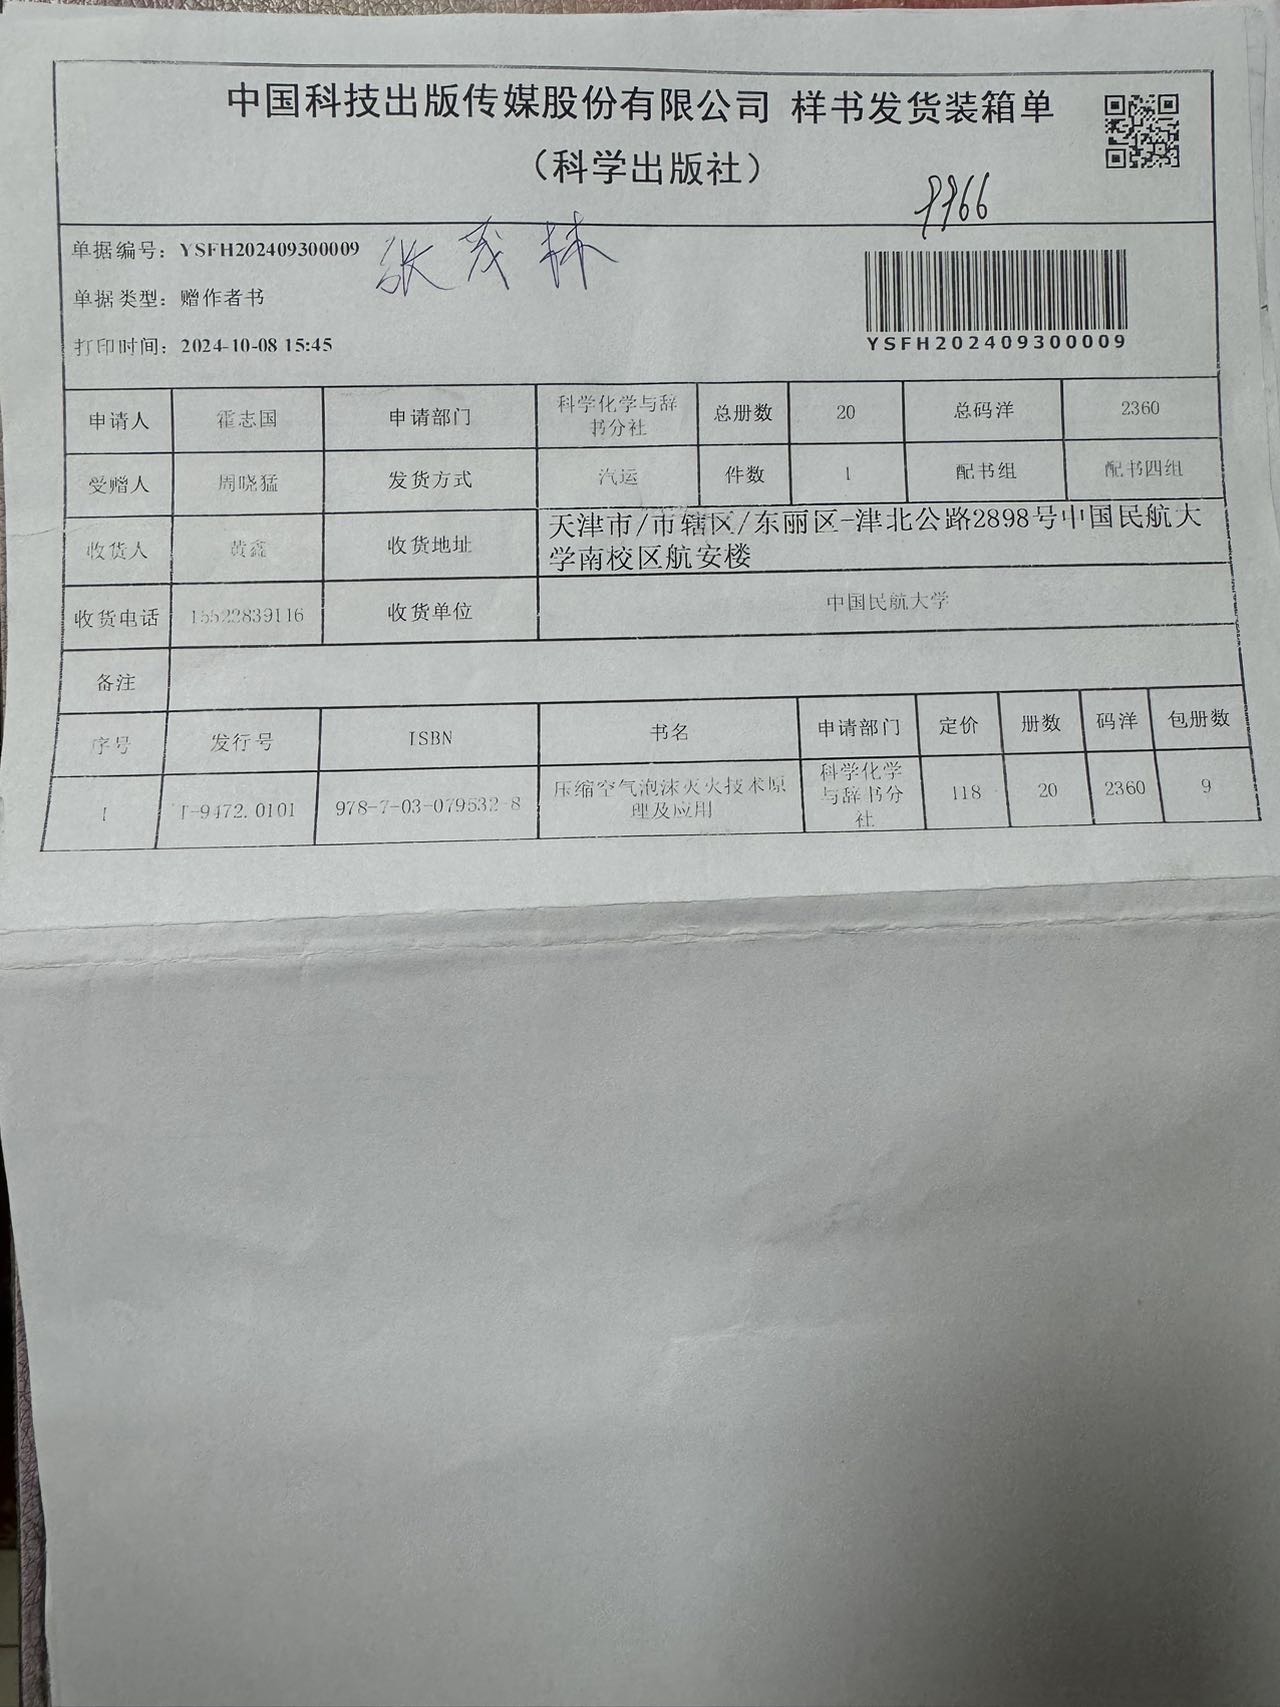 中国科技出版传媒股份有限公司 样书发货装箱单
（科学出版社）
9966
单据编号：YSFH202409300009 张茂林
单据类型：赠作者书
打印时间：2024-10-08 15:45
YSFH202409300009
申请人 霍志国 申请部门 科学化学与辞书分社 总册数 20 总码洋 2360
受赠人 周晓猛 发货方式 汽运 件数 1 配书组 配书四组
收货人 黄鑫 收货地址 天津市/市辖区/东丽区-津北公路2898号中国民航大
学南校区航安楼
收货电话 15522839116 收货单位 中国民航大学
备注
序号 发行号 ISBN 书名 申请部门 定价 册数 码洋 包册数
1 T-9472.0101 978-7-03-079532-8 压缩空气泡沫灭火技术原理及应用 科学化学与辞书分社 118 20 2360 9